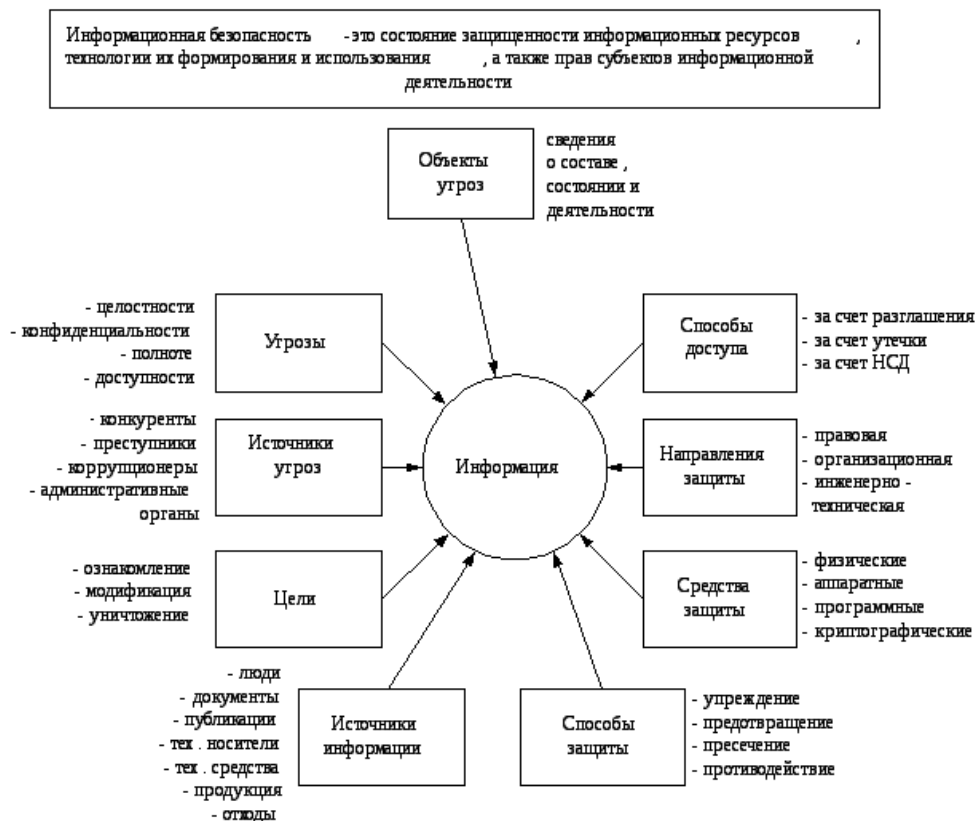 Информационная безопасность -это состояние защищенности информационных ресурсов ,
технологии их формирования и использования , а также прав субъектов информационной
деятельности
Объекты
угроз
сведения
о составе ,
состоянии и
деятельности
- целостности
- конфиденциальности
- полноте
- доступности
Угрозы
Способы
доступа
- за счет разглашения
- за счет утечки
- за счет НСД
- конкуренты
- преступники
- коррупционеры
- административные
органы
Источники
угроз
Информация
Направления
защиты
- правовая
- организационная
- инженерно -
техническая
- ознакомление
- модификация
- уничтожение
Цели
Средства
защиты
- физические
- аппаратные
- программные
- криптографические
- люди
- документы
- публикации
- тех . носители
- тех . средства
- продукция
- отходы
Источники
информации
Способы
защиты
- упреждение
- предотвращение
- пресечение
- противодействие